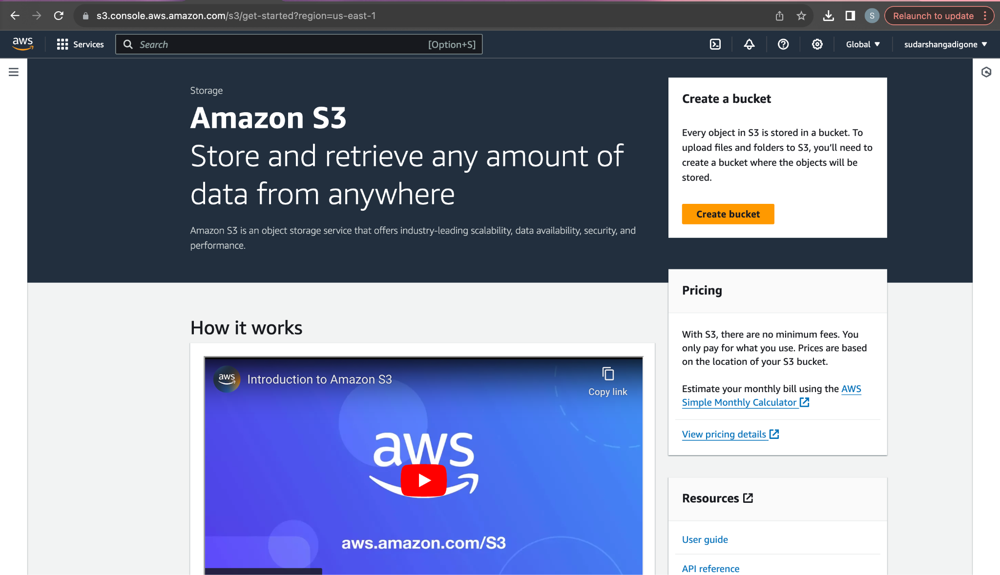 s3.console.aws.amazon.com/s3/get-started?region=us-east-1
S
Relaunch to update
aws
Services
Search
[Option+S]
Global
sudarshangadigone
Storage
Amazon S3
Store and retrieve any amount of
data from anywhere
Amazon S3 is an object storage service that offers industry-leading scalability, data availability, security, and
performance.
Create a bucket
Every object in S3 is stored in a bucket. To
upload files and folders to S3, you’ll need to
create a bucket where the objects will be
stored.
Create bucket
How it works
aws
Introduction to Amazon S3
Copy link
aws
aws.amazon.com/S3
Pricing
With S3, there are no minimum fees. You
only pay for what you use. Prices are based
on the location of your S3 bucket.
Estimate your monthly bill using the AWS
Simple Monthly Calculator
View pricing details
Resources
User guide
API reference